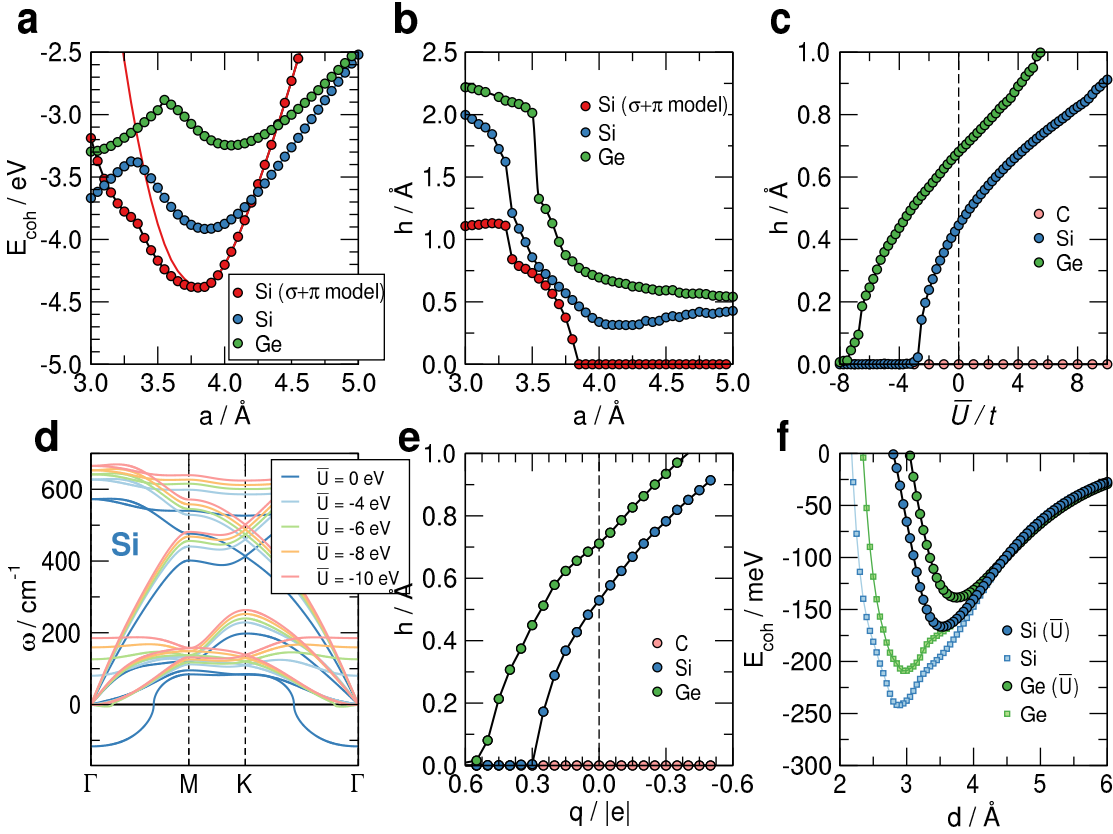 a
-2.5
-3.0
-3.5
-4.0
-4.5
-5.0
E_coh / eV
3.0 3.5 4.0 4.5 5.0
a / Å
Si (σ+π model)
Si
Ge
b
2.5
2.0
1.5
1.0
0.5
0.0
h / Å
3.0 3.5 4.0 4.5 5.0
a / Å
Si (σ+π model)
Si
Ge
c
1.0
0.8
0.6
0.4
0.2
0.0
h / Å
-8 -4 0 4 8
U̅ / t
C
Si
Ge
d
600
400
200
0
ω / cm⁻¹
Γ M K Γ
Si
U̅ = 0 eV
U̅ = -4 eV
U̅ = -6 eV
U̅ = -8 eV
U̅ = -10 eV
e
1.0
0.8
0.6
0.4
0.2
0.0
h / Å
0.6 0.3 0.0 -0.3 -0.6
q / |e|
C
Si
Ge
f
0
-50
-100
-150
-200
-250
-300
E_coh / meV
2 3 4 5 6
d / Å
Si (U̅)
Si
Ge (U̅)
Ge